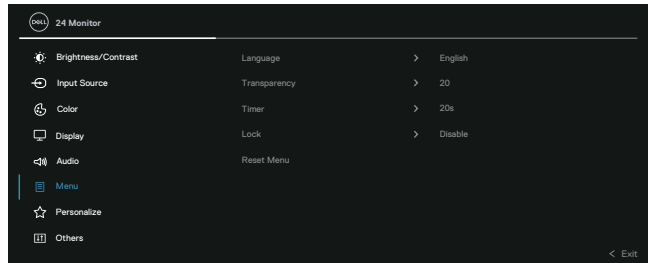 DELL 24 Monitor
Brightness/Contrast Language > English
Input Source Transparency > 20
Color Timer > 20s
Display Lock > Disable
Audio Reset Menu
Menu
Personalize
Others
< Exit